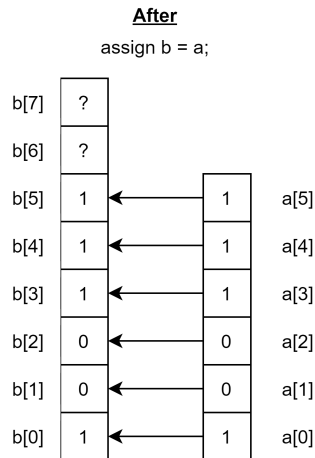 After
assign b = a;
b[7] ?
b[6] ?
b[5] 1 1 a[5]
b[4] 1 1 a[4]
b[3] 1 1 a[3]
b[2] 0 0 a[2]
b[1] 0 0 a[1]
b[0] 1 1 a[0]